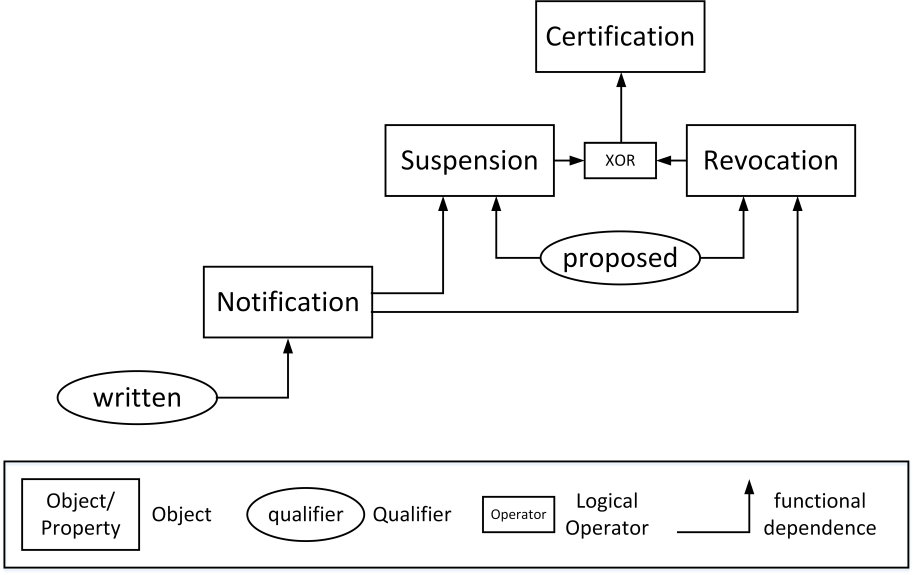 Certification
Suspension
XOR
Revocation
proposed
Notification
written
Object/
Property
Object
qualifier
Qualifier
Operator
Logical
Operator
functional
dependence